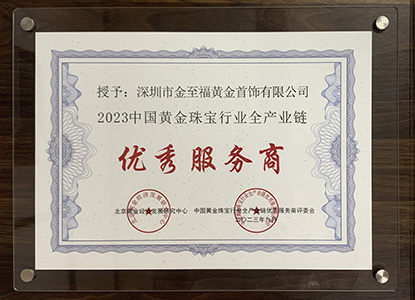 授予：深圳市金至福黄金首饰有限公司
2023中国黄金珠宝行业全产业链
优秀服务商
北京黄金经济发展研究中心 中国黄金珠宝行业全产业链优秀服务商评委会
二〇二三年九月